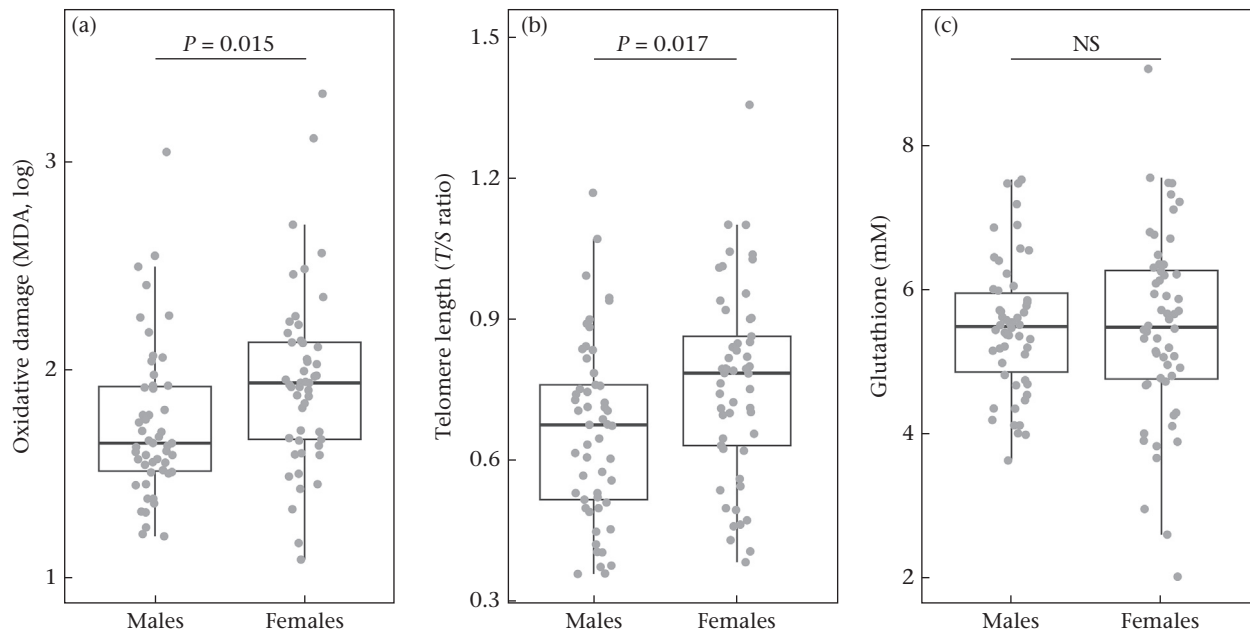 (a)
P = 0.015
Oxidative damage (MDA, log)
3
2
1
Males Females
(b)
P = 0.017
Telomere length (T/S ratio)
1.5
1.2
0.9
0.6
0.3
Males Females
(c)
NS
Glutathione (mM)
8
6
4
2
Males Females